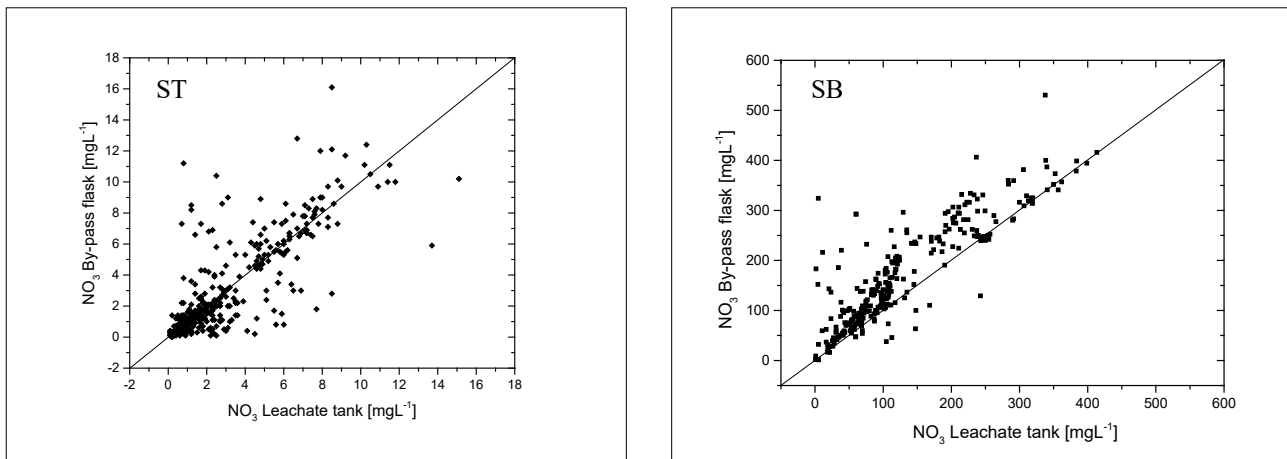 ST
18
16
14
12
10
8
6
4
2
0
-2
NO₃ By-pass flask [mgL⁻¹]
-2 0 2 4 6 8 10 12 14 16 18
NO₃ Leachate tank [mgL⁻¹]
SB
600
500
400
300
200
100
0
NO₃ By-pass flask [mgL⁻¹]
0 100 200 300 400 500 600
NO₃ Leachate tank [mgL⁻¹]